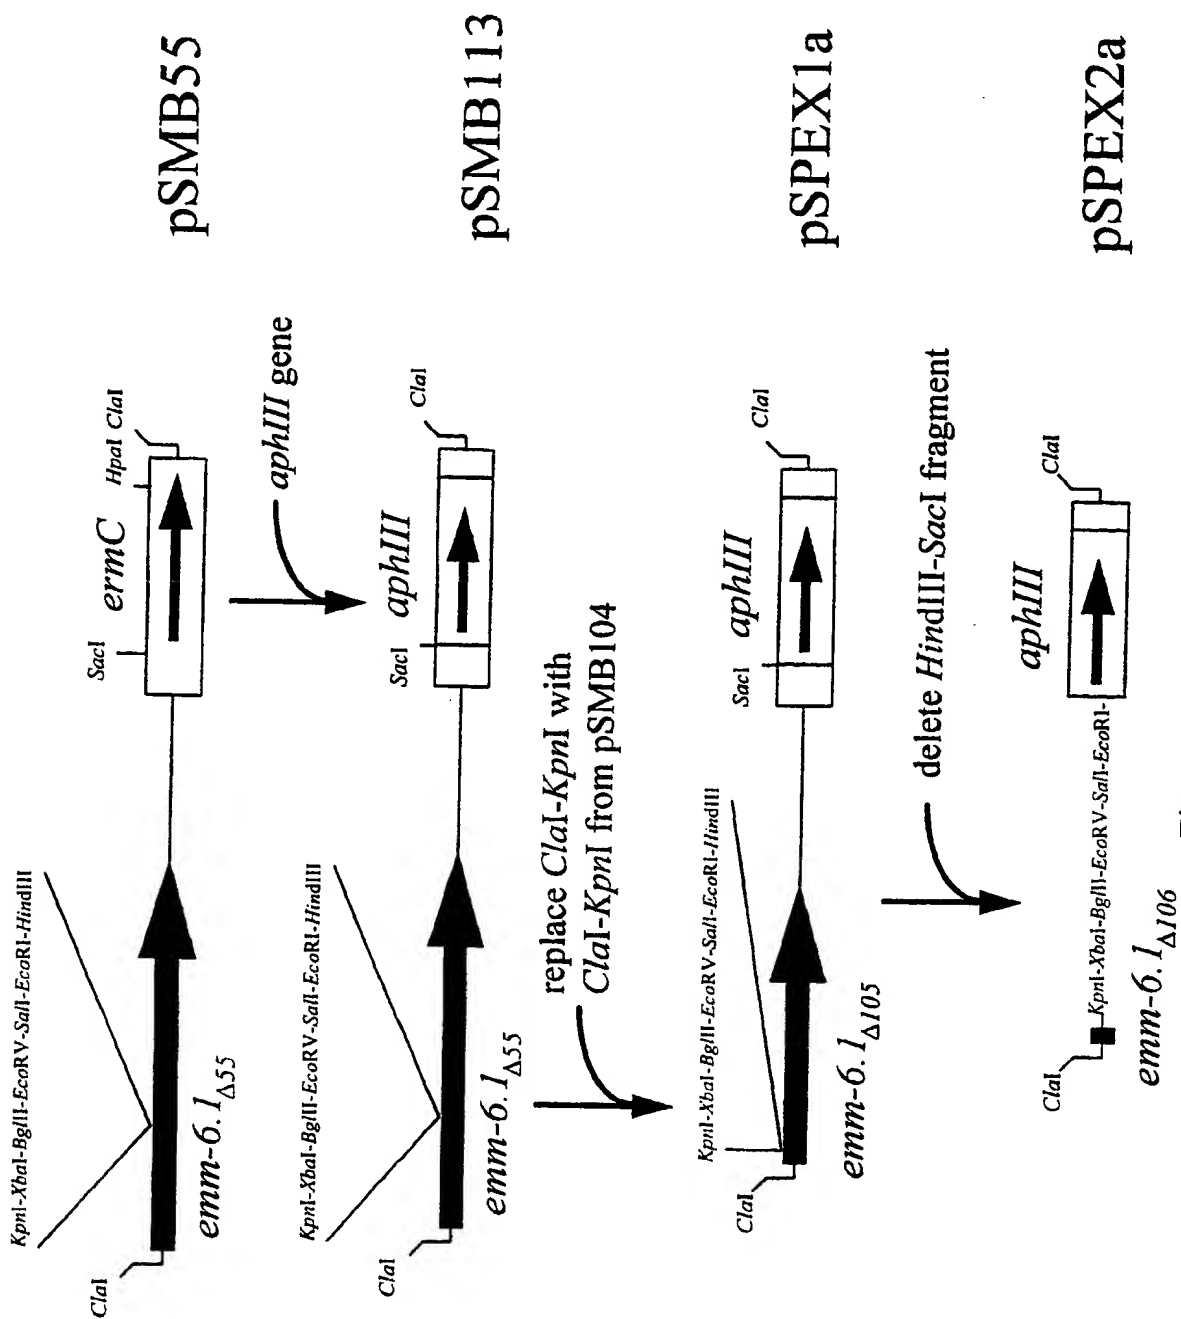 pSMB55
KpnI-XbaI-BglII-EcoRV-SalI-EcoRI-HindIII
ClaI
emm-6.1Δ55
SacI
ermC
HpaI
ClaI
aphIII gene
pSMB113
KpnI-XbaI-BglII-EcoRV-SalI-EcoRI-HindIII
ClaI
emm-6.1Δ55
SacI
aphIII
ClaI
replace ClaI-KpnI with
ClaI-KpnI from pSMB104
pSPEX1a
KpnI-XbaI-BglII-EcoRV-SalI-EcoRI-HindIII
ClaI
emm-6.1Δ105
SacI
aphIII
ClaI
delete HindIII-SacI fragment
pSPEX2a
ClaI
KpnI-XbaI-BglII-EcoRV-SalI-EcoRI-
emm-6.1Δ106
aphIII
ClaI